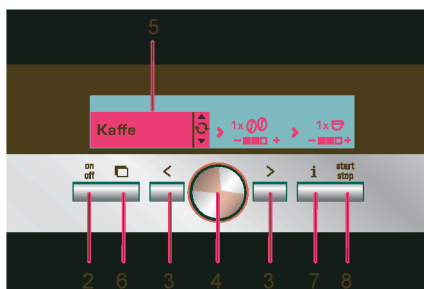 5
Kaffe
1x
1x
- +
- +
on
off
<
>
i
start
stop
2
6
3
4
3
7
8